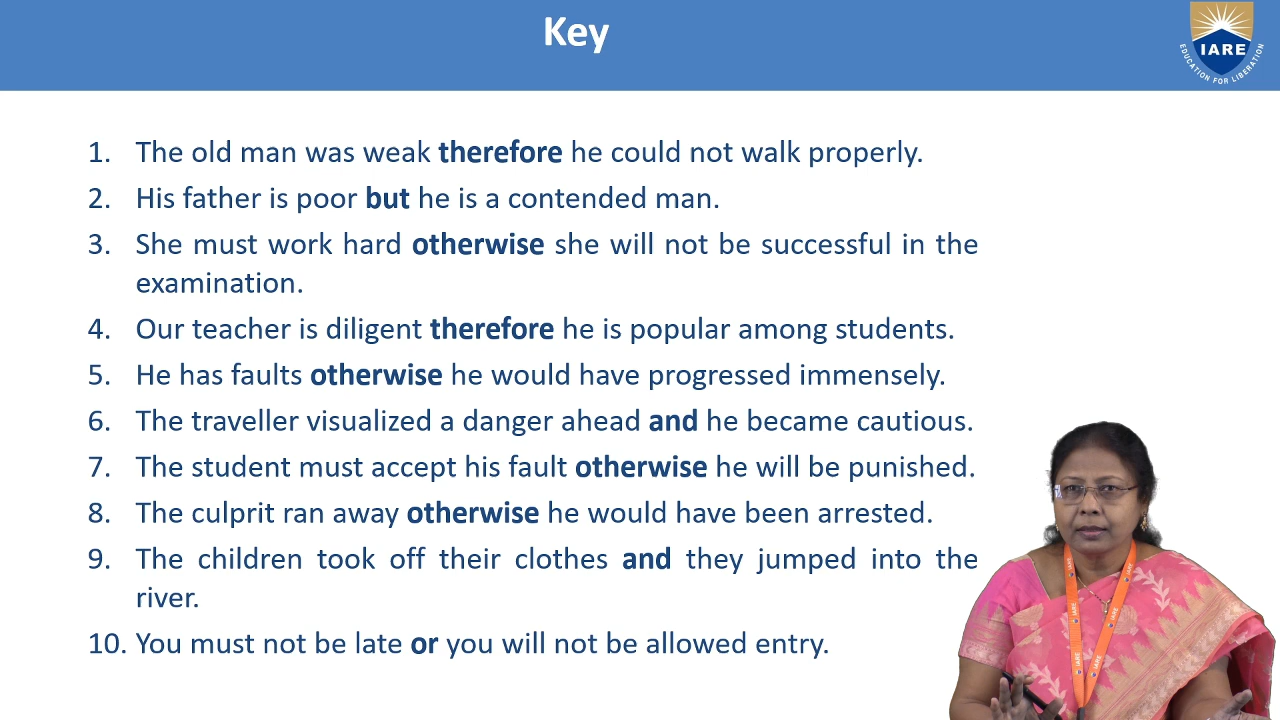 Key
IARE
EDUCATION FOR LIBERATION
1. The old man was weak therefore he could not walk properly.
2. His father is poor but he is a contended man.
3. She must work hard otherwise she will not be successful in the
examination.
4. Our teacher is diligent therefore he is popular among students.
5. He has faults otherwise he would have progressed immensely.
6. The traveller visualized a danger ahead and he became cautious.
7. The student must accept his fault otherwise he will be punished.
8. The culprit ran away otherwise he would have been arrested.
9. The children took off their clothes and they jumped into the
river.
10. You must not be late or you will not be allowed entry.
IARE
IARE
IARE
IARE